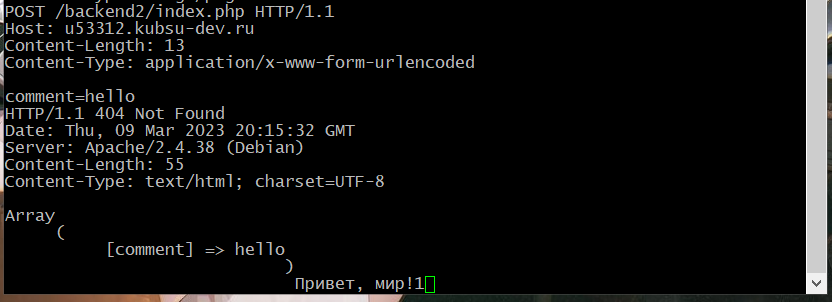 POST /backend2/index.php HTTP/1.1
Host: u53312.kubsu-dev.ru
Content-Length: 13
Content-Type: application/x-www-form-urlencoded
comment=hello
HTTP/1.1 404 Not Found
Date: Thu, 09 Mar 2023 20:15:32 GMT
Server: Apache/2.4.38 (Debian)
Content-Length: 55
Content-Type: text/html; charset=UTF-8
Array
(
[comment] => hello
)
Привет, мир!1